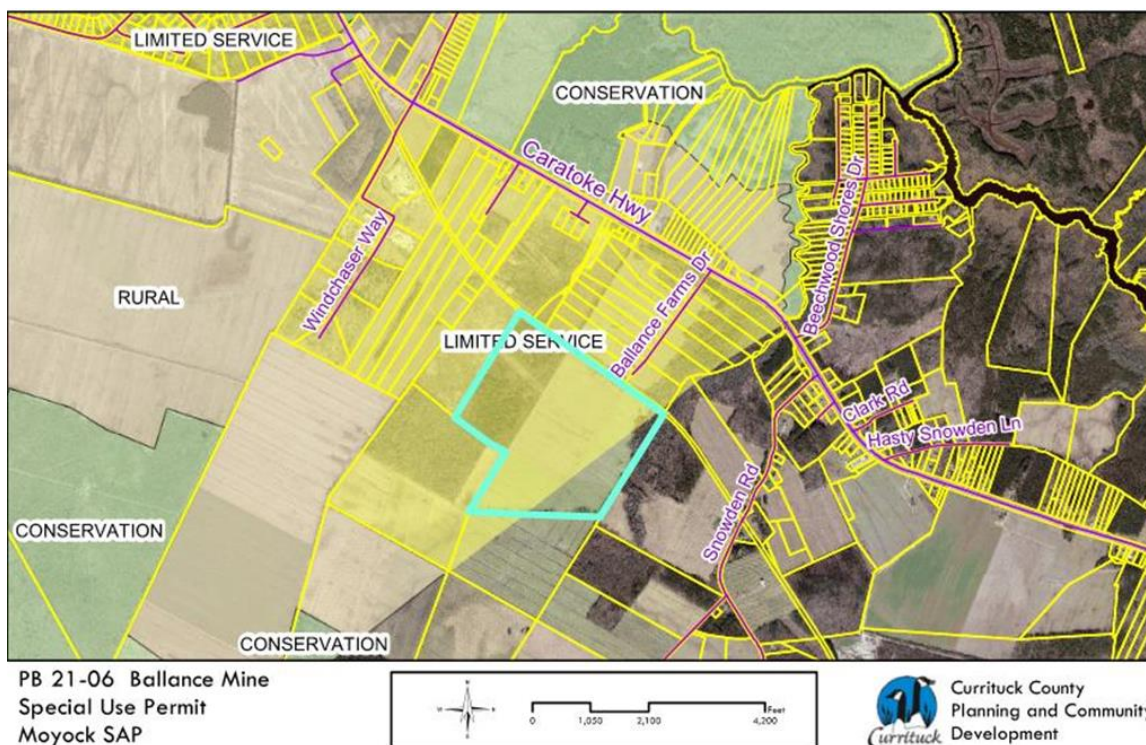 LIMITED SERVICE
CONSERVATION
Caratoke Hwy
Beechwood Shores Dr
Windchaser Way
RURAL
Ballance Farms Dr
LIMITED SERVICE
Clark Rd
Hasty Snowden Ln
Snowden Rd
CONSERVATION
CONSERVATION
PB 21-06 Ballance Mine
Special Use Permit
Moyock SAP
N
W
E
S
Feet
0 1,050 2,100 4,200
Currituck
Currituck County
Planning and Community
Development